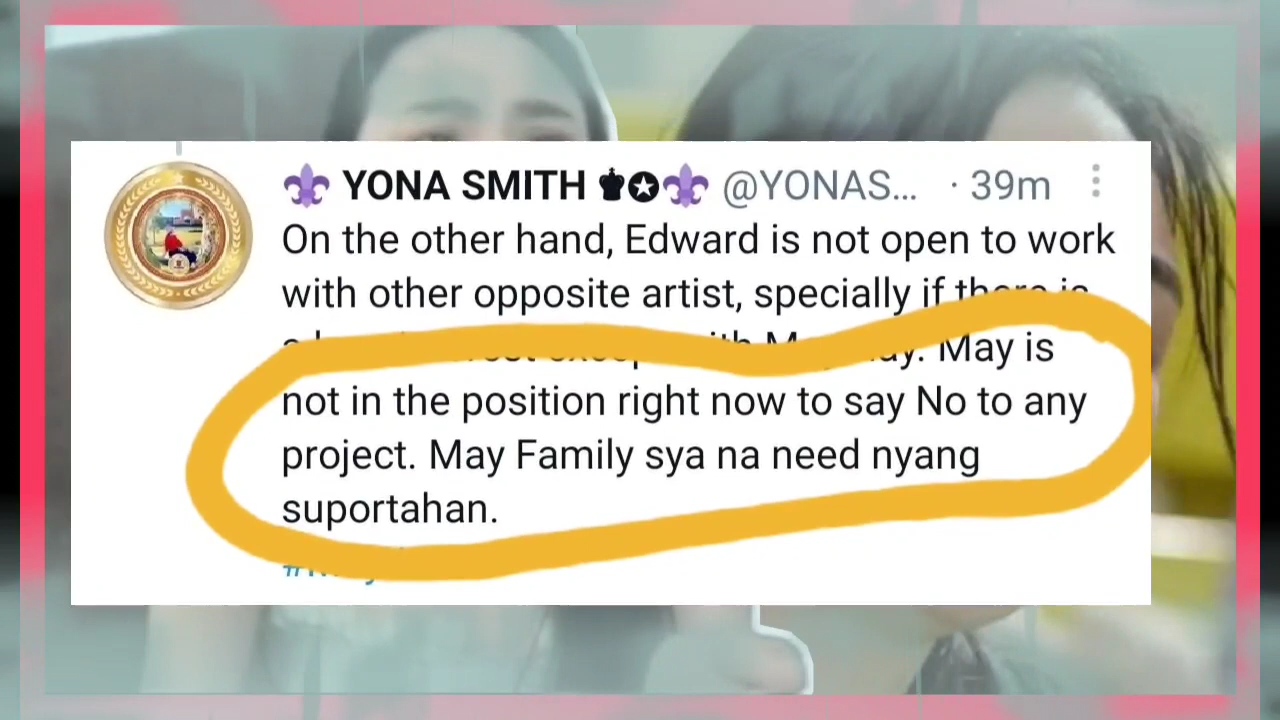 YONA SMITH @YONAS... · 39m
On the other hand, Edward is not open to work
with other opposite artist, specially if there is
May is
not in the position right now to say No to any
project. May Family sya na need nyang
suportahan.